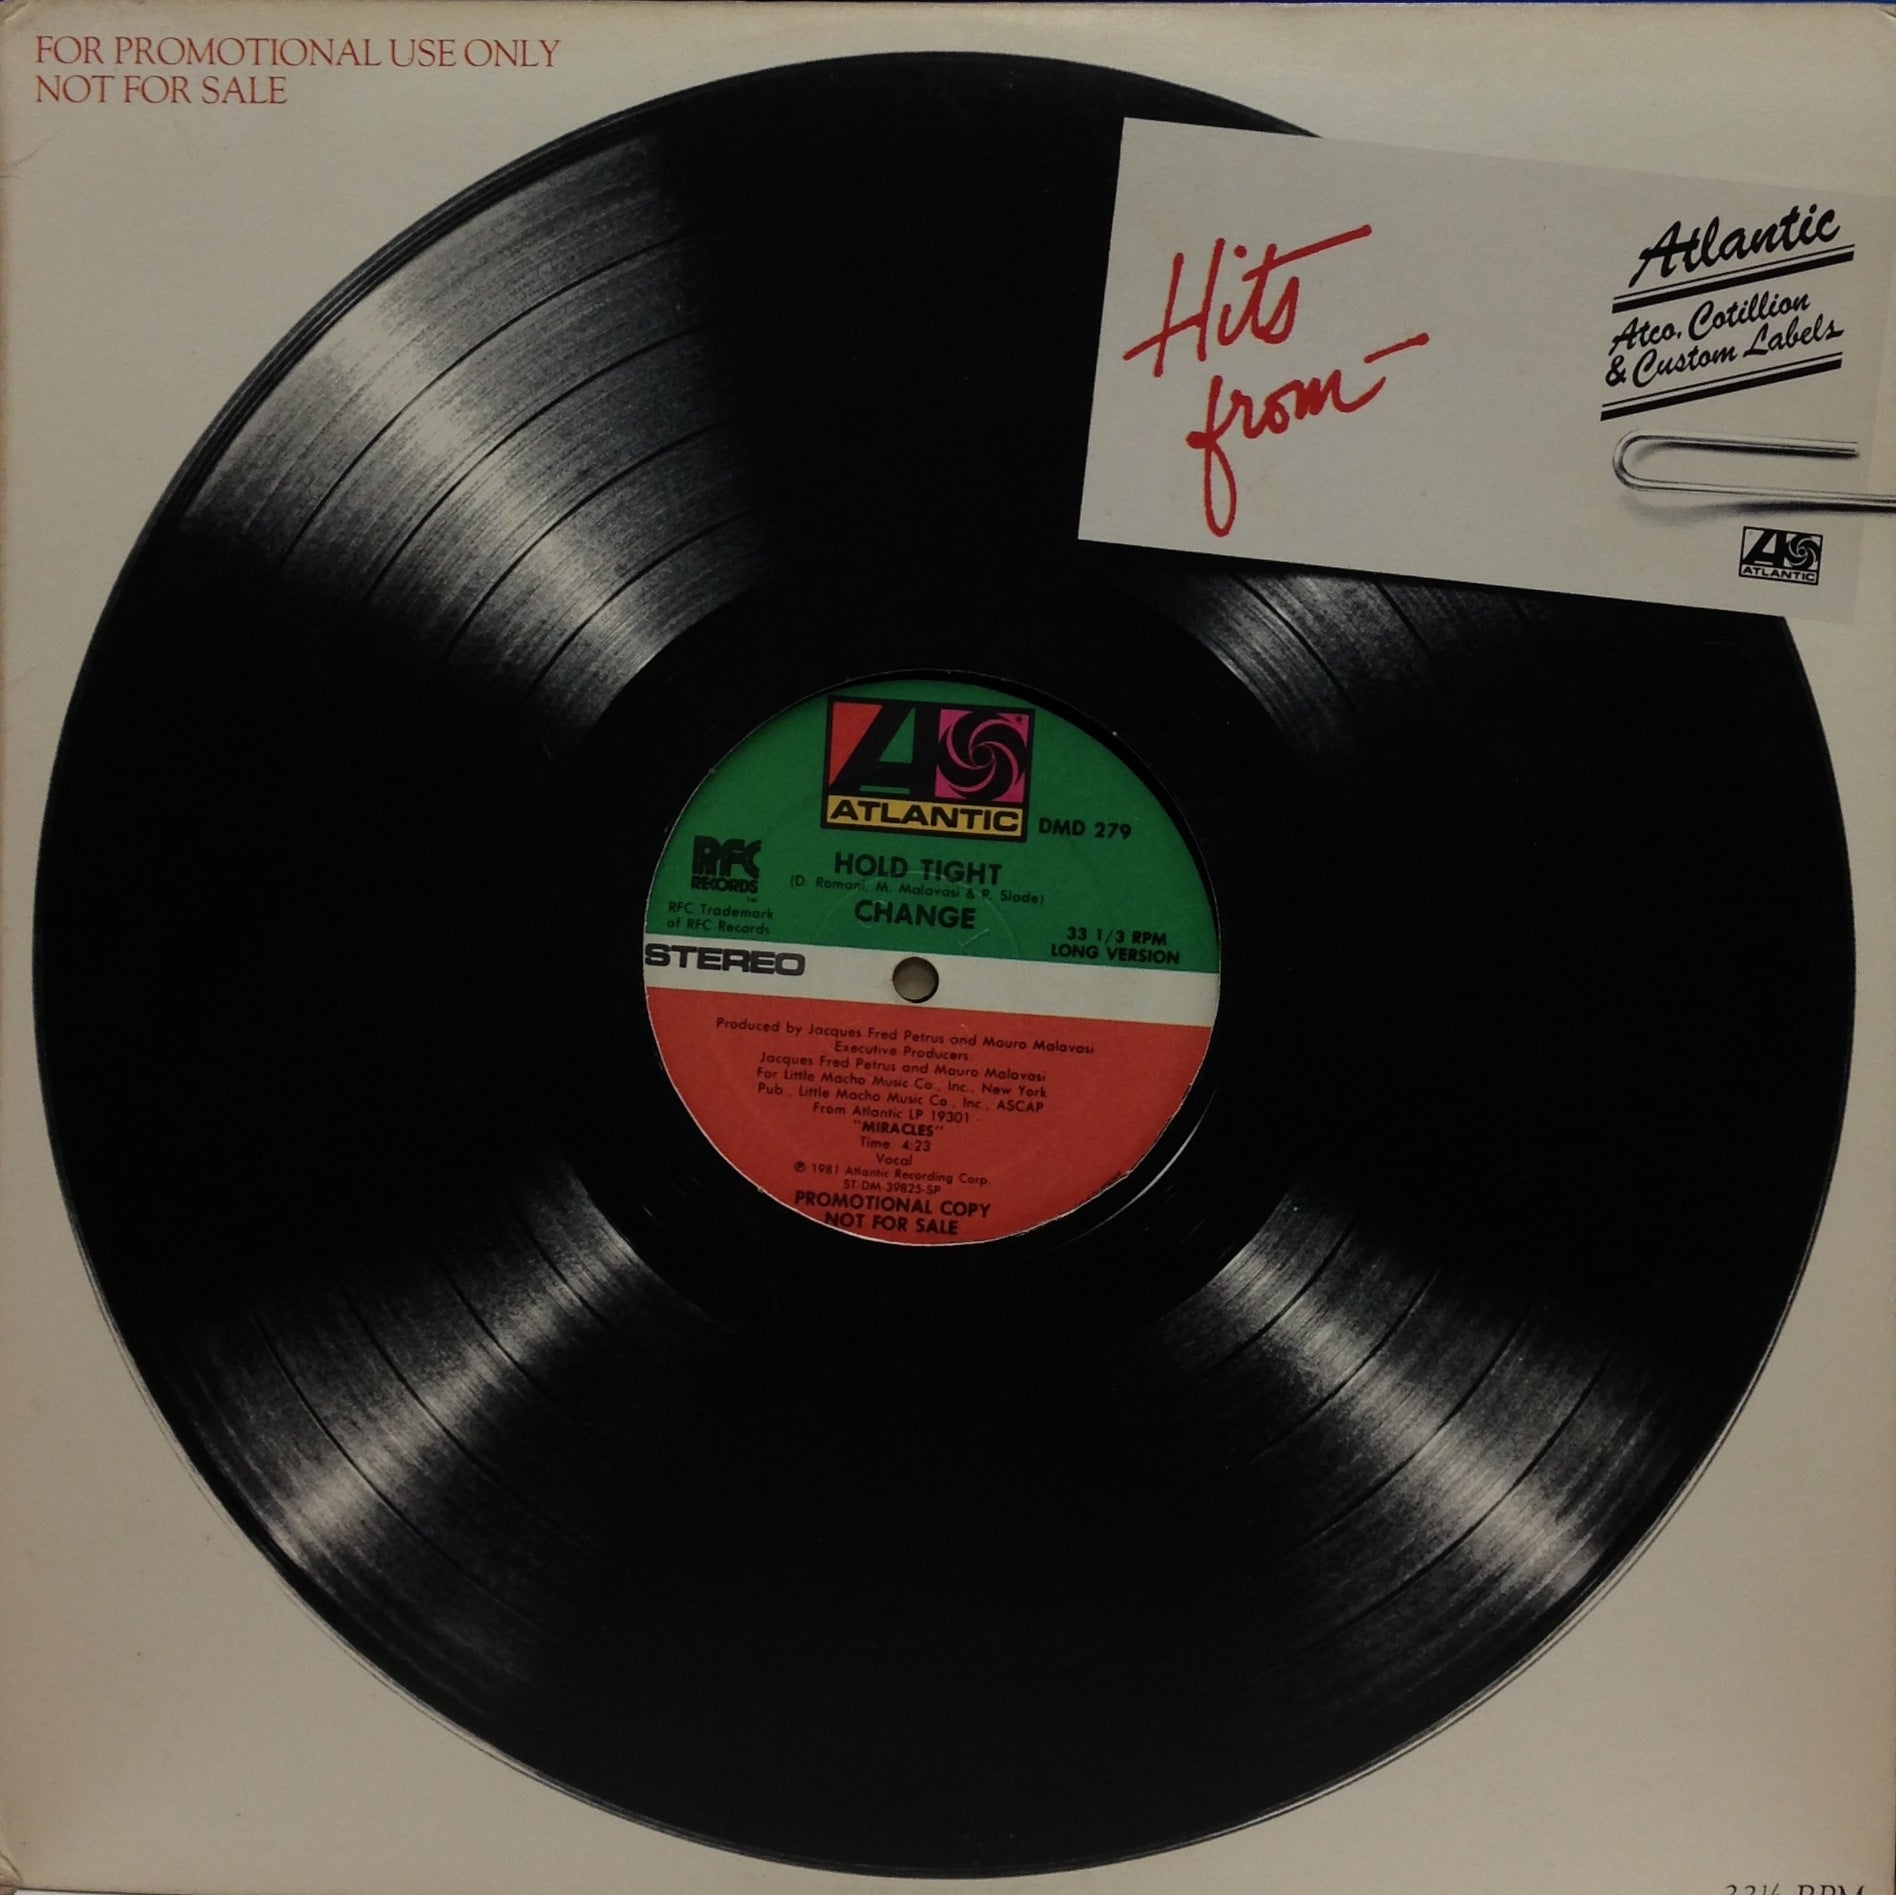 FOR PROMOTIONAL USE ONLY
NOT FOR SALE
Hits
from
Atlantic
Atco, Cotillion
& Custom Labels
ATLANTIC
ATLANTIC
DMD 279
RFC
RECORDS
TM
RFC Trademark
of RFC Records
HOLD TIGHT
(D. Romani, M. Malavasi & P. Slade)
CHANGE
33 1/3 RPM
LONG VERSION
STEREO
Produced by Jacques Fred Petrus and Mauro Malavasi
Executive Producers:
Jacques Fred Petrus and Mauro Malavasi
For Little Macho Music Co., Inc., New York
Pub., Little Macho Music Co., Inc., ASCAP
From Atlantic LP 19301 -
"MIRACLES"
Time: 4:23
Vocal
℗ 1981 Atlantic Recording Corp.
ST-DM-39825-SP
PROMOTIONAL COPY
NOT FOR SALE
33⅓ RPM